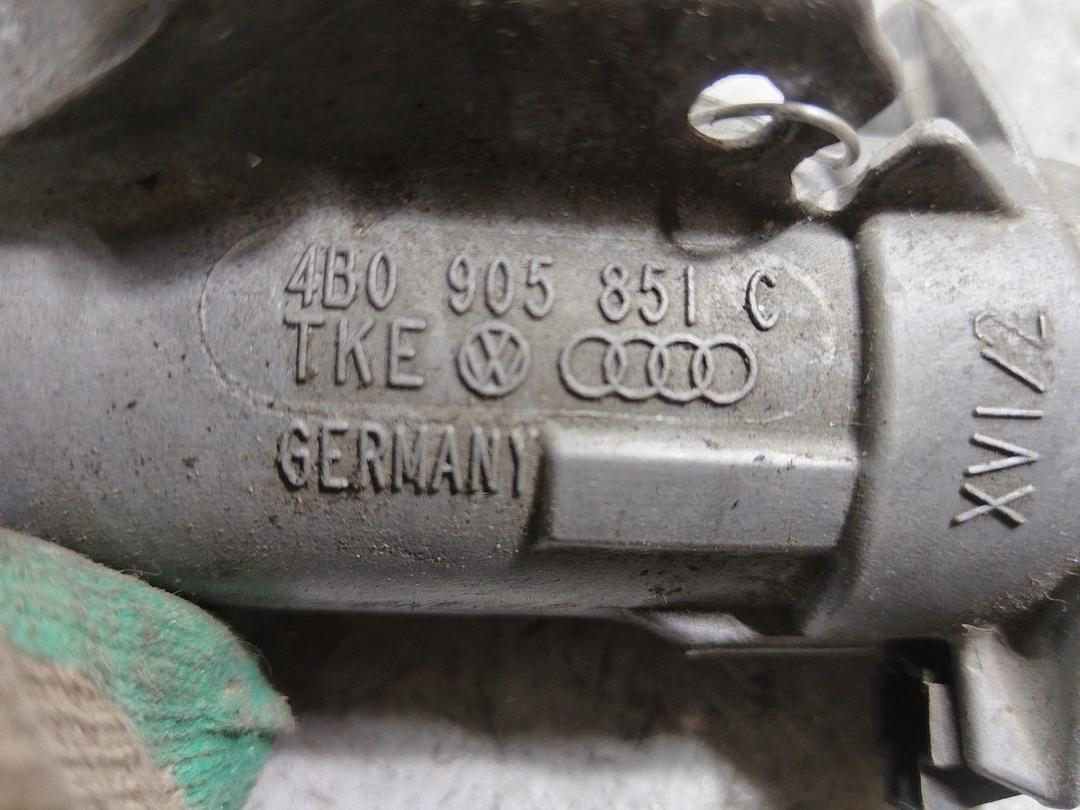 4B0 905 851 C
TKE
GERMANY
XVI/2